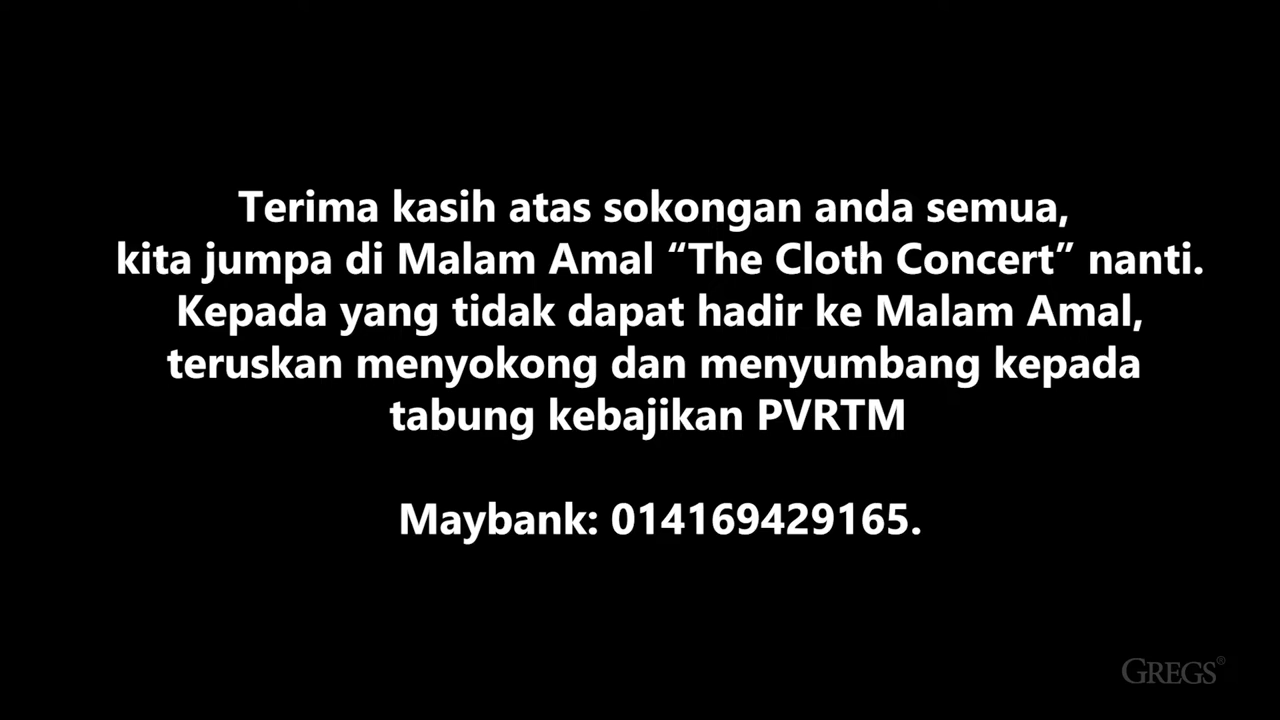 Terima kasih atas sokongan anda semua,
kita jumpa di Malam Amal “The Cloth Concert” nanti.
Kepada yang tidak dapat hadir ke Malam Amal,
teruskan menyokong dan menyumbang kepada
tabung kebajikan PVRTM
Maybank: 014169429165.
GREGS®